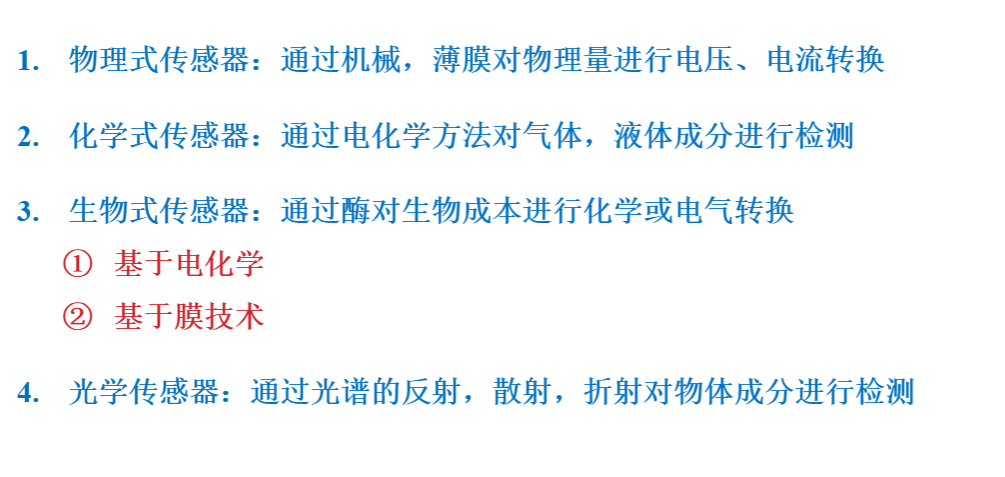 1. 物理式传感器：通过机械，薄膜对物理量进行电压、电流转换
2. 化学式传感器：通过电化学方法对气体，液体成分进行检测
3. 生物式传感器：通过酶对生物成本进行化学或电气转换
① 基于电化学
② 基于膜技术
4. 光学传感器：通过光谱的反射，散射，折射对物体成分进行检测